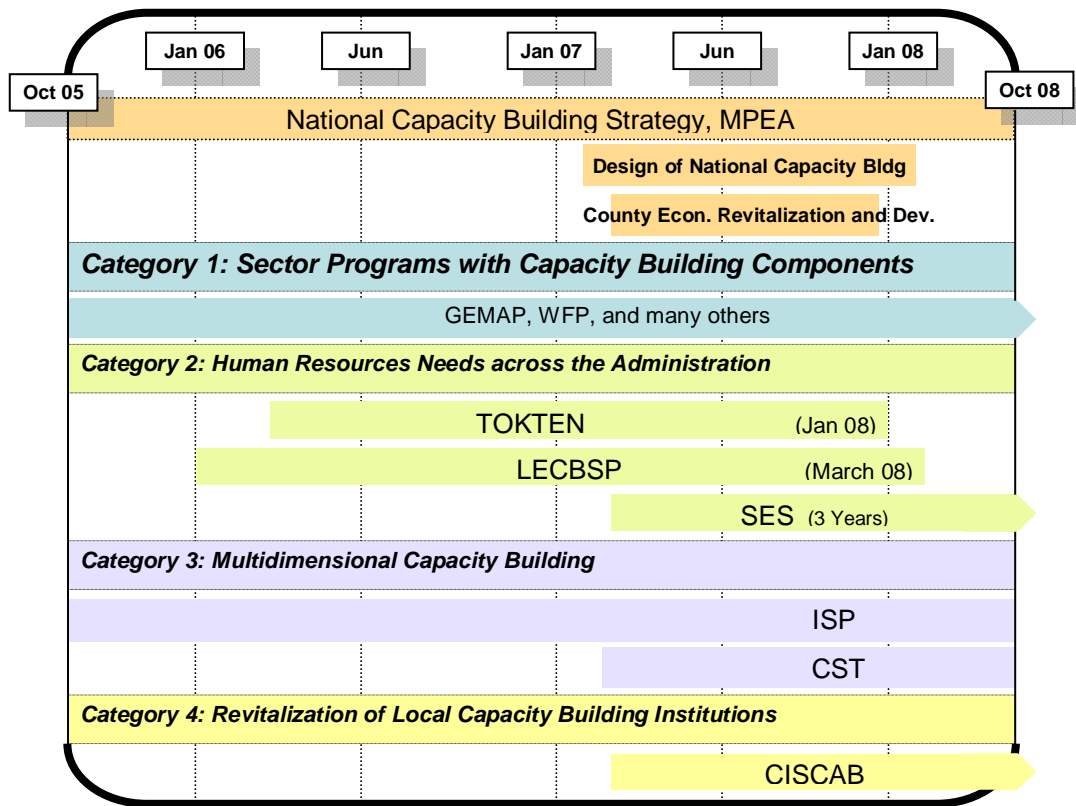 Jan 06
Jun
Jan 07
Jun
Jan 08
Oct 05
Oct 08
National Capacity Building Strategy, MPEA
Design of National Capacity Bldg
County Econ. Revitalization and Dev.
Category 1: Sector Programs with Capacity Building Components
GEMAP, WFP, and many others
Category 2: Human Resources Needs across the Administration
TOKTEN (Jan 08)
LECBSP (March 08)
SES (3 Years)
Category 3: Multidimensional Capacity Building
ISP
CST
Category 4: Revitalization of Local Capacity Building Institutions
CISCAB